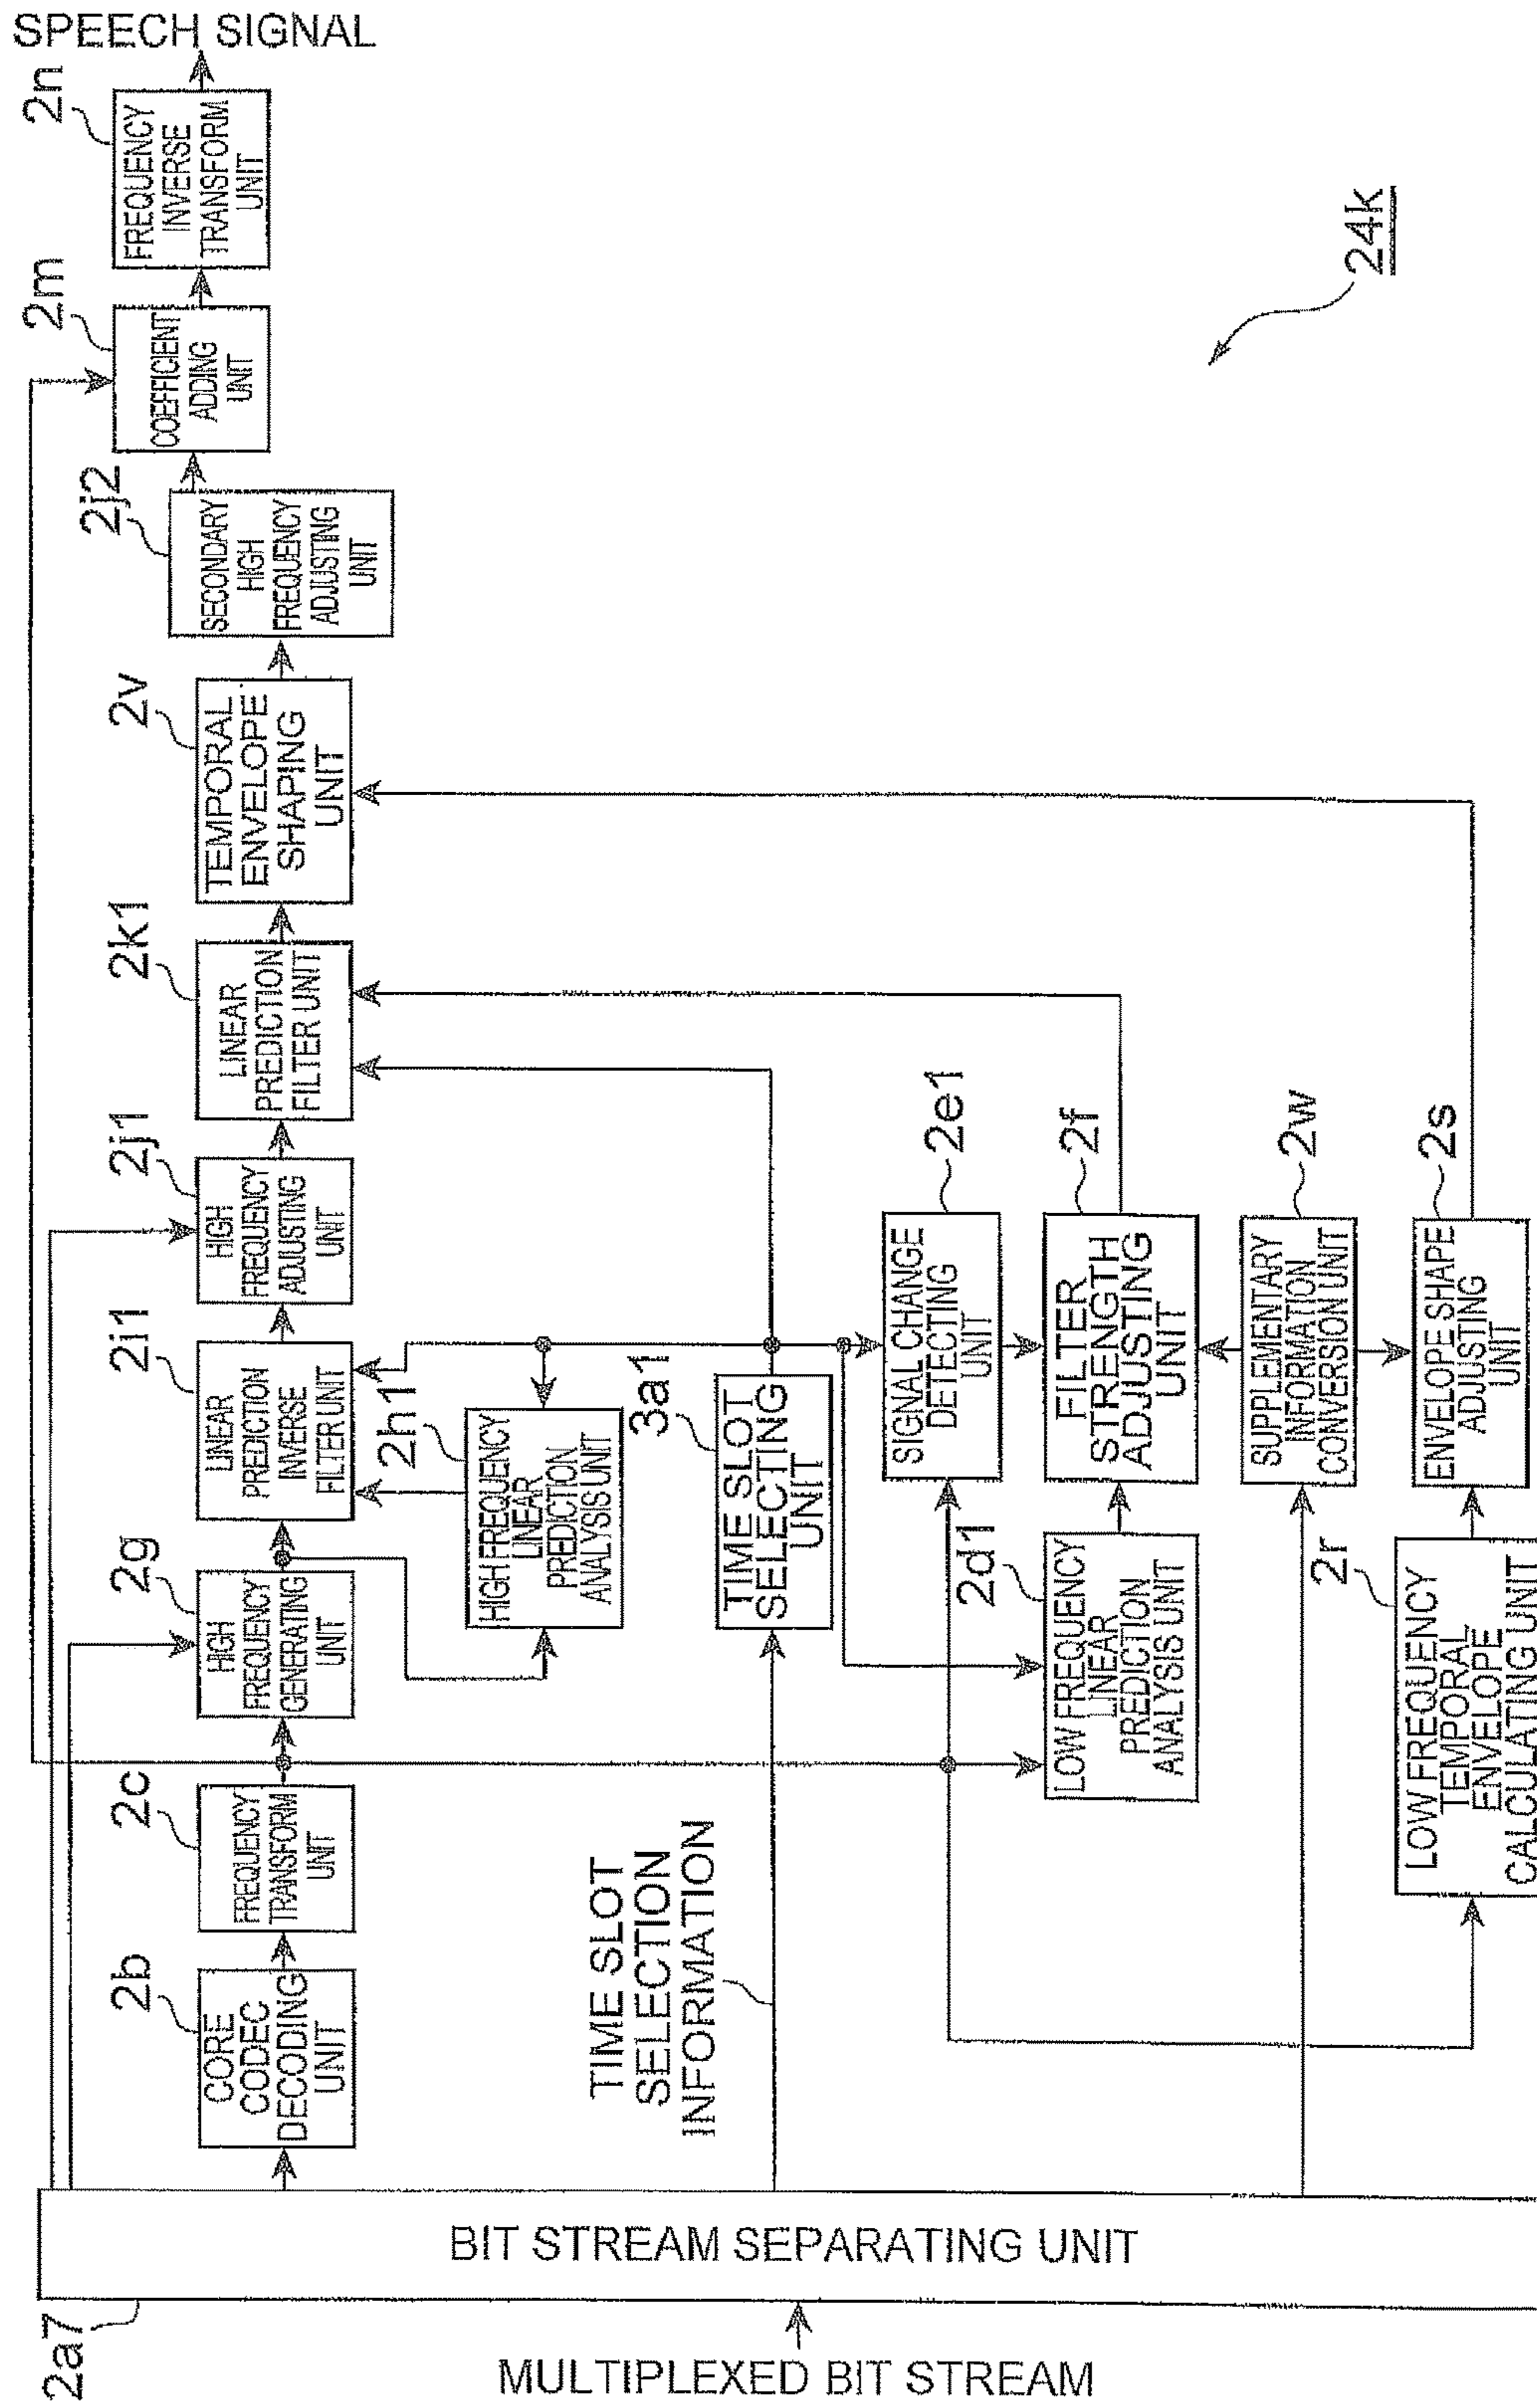 SPEECH SIGNAL
2n
FREQUENCY
INVERSE
TRANSFORM
UNIT
2m
COEFFICIENT
ADDING
UNIT
2j2
SECONDARY
HIGH
FREQUENCY
ADJUSTING
UNIT
2v
TEMPORAL
ENVELOPE
SHAPING
UNIT
2k1
LINEAR
PREDICTION
FILTER UNIT
2j1
HIGH
FREQUENCY
ADJUSTING
UNIT
2i1
LINEAR
PREDICTION
INVERSE
FILTER UNIT
2h1
HIGH FREQUENCY
LINEAR
PREDICTION
ANALYSIS UNIT
2g
HIGH
FREQUENCY
GENERATING
UNIT
2c
FREQUENCY
TRANSFORM
UNIT
2b
CORE
CODEC
DECODING
UNIT
24k
3a1
TIME SLOT
SELECTING
UNIT
TIME SLOT
SELECTION
INFORMATION
2e1
SIGNAL CHANGE
DETECTING
UNIT
2f
FILTER
STRENGTH
ADJUSTING
UNIT
2d1
LOW FREQUENCY
LINEAR
PREDICTION
ANALYSIS UNIT
2w
SUPPLEMENTARY
INFORMATION
CONVERSION UNIT
2s
ENVELOPE SHAPE
ADJUSTING
UNIT
2r
LOW FREQUENCY
TEMPORAL
ENVELOPE
CALCULATING UNIT
BIT STREAM SEPARATING UNIT
2a7
MULTIPLEXED BIT STREAM